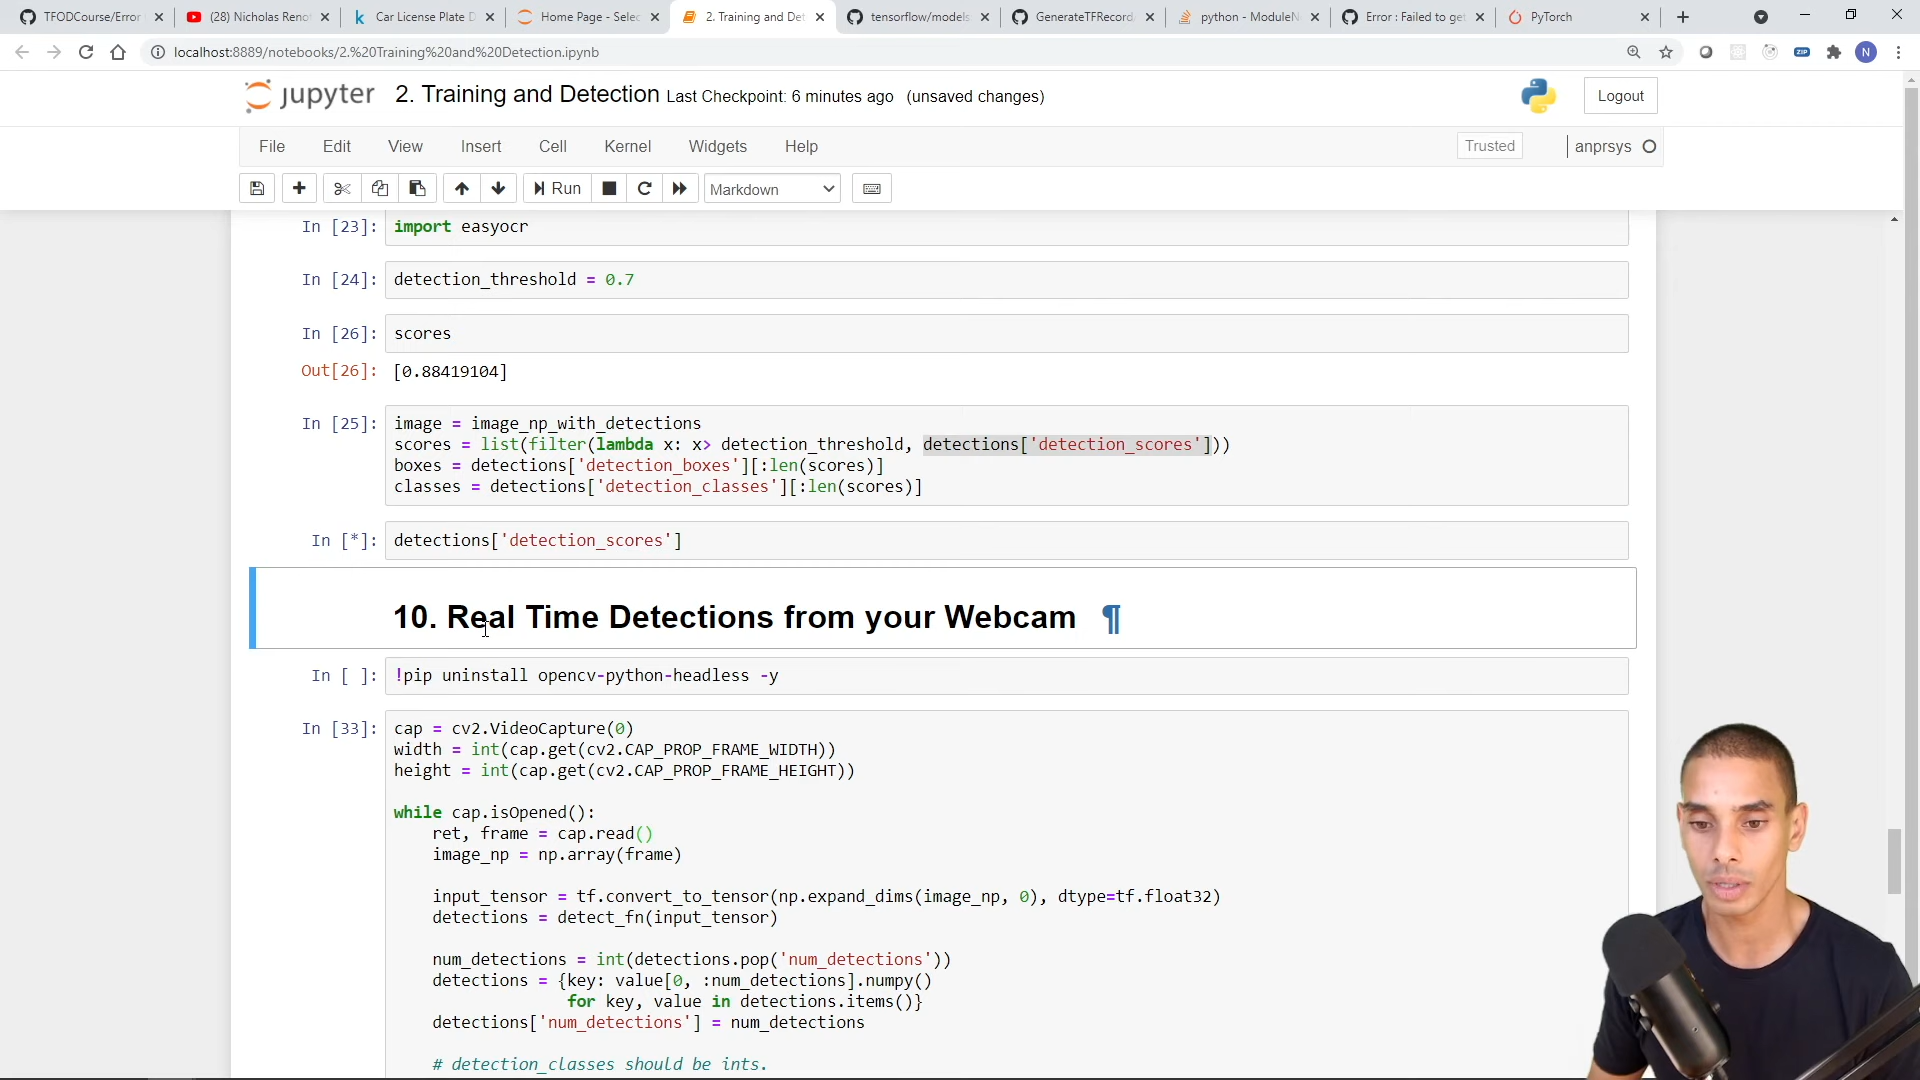 TFODCourse/Error
(28) Nicholas Reno
Car License Plate D
Home Page - Selec
2. Training and Det
tensorflow/models
GenerateTFRecord
python - ModuleN
Error : Failed to get
PyTorch
localhost:8889/notebooks/2.%20Training%20and%20Detection.ipynb
ZIP
N
jupyter 2. Training and Detection Last Checkpoint: 6 minutes ago (unsaved changes)
Logout
File Edit View Insert Cell Kernel Widgets Help
Trusted
anprsys
Run
Markdown
In [23]: import easyocr
In [24]: detection_threshold = 0.7
In [26]: scores
Out[26]: [0.88419104]
In [25]: image = image_np_with_detections
scores = list(filter(lambda x: x> detection_threshold, detections['detection_scores']))
boxes = detections['detection_boxes'][:len(scores)]
classes = detections['detection_classes'][:len(scores)]
In [*]: detections['detection_scores']
10. Real Time Detections from your Webcam ¶
In [ ]: !pip uninstall opencv-python-headless -y
In [33]: cap = cv2.VideoCapture(0)
width = int(cap.get(cv2.CAP_PROP_FRAME_WIDTH))
height = int(cap.get(cv2.CAP_PROP_FRAME_HEIGHT))
while cap.isOpened():
ret, frame = cap.read()
image_np = np.array(frame)
input_tensor = tf.convert_to_tensor(np.expand_dims(image_np, 0), dtype=tf.float32)
detections = detect_fn(input_tensor)
num_detections = int(detections.pop('num_detections'))
detections = {key: value[0, :num_detections].numpy()
for key, value in detections.items()}
detections['num_detections'] = num_detections
# detection_classes should be ints.